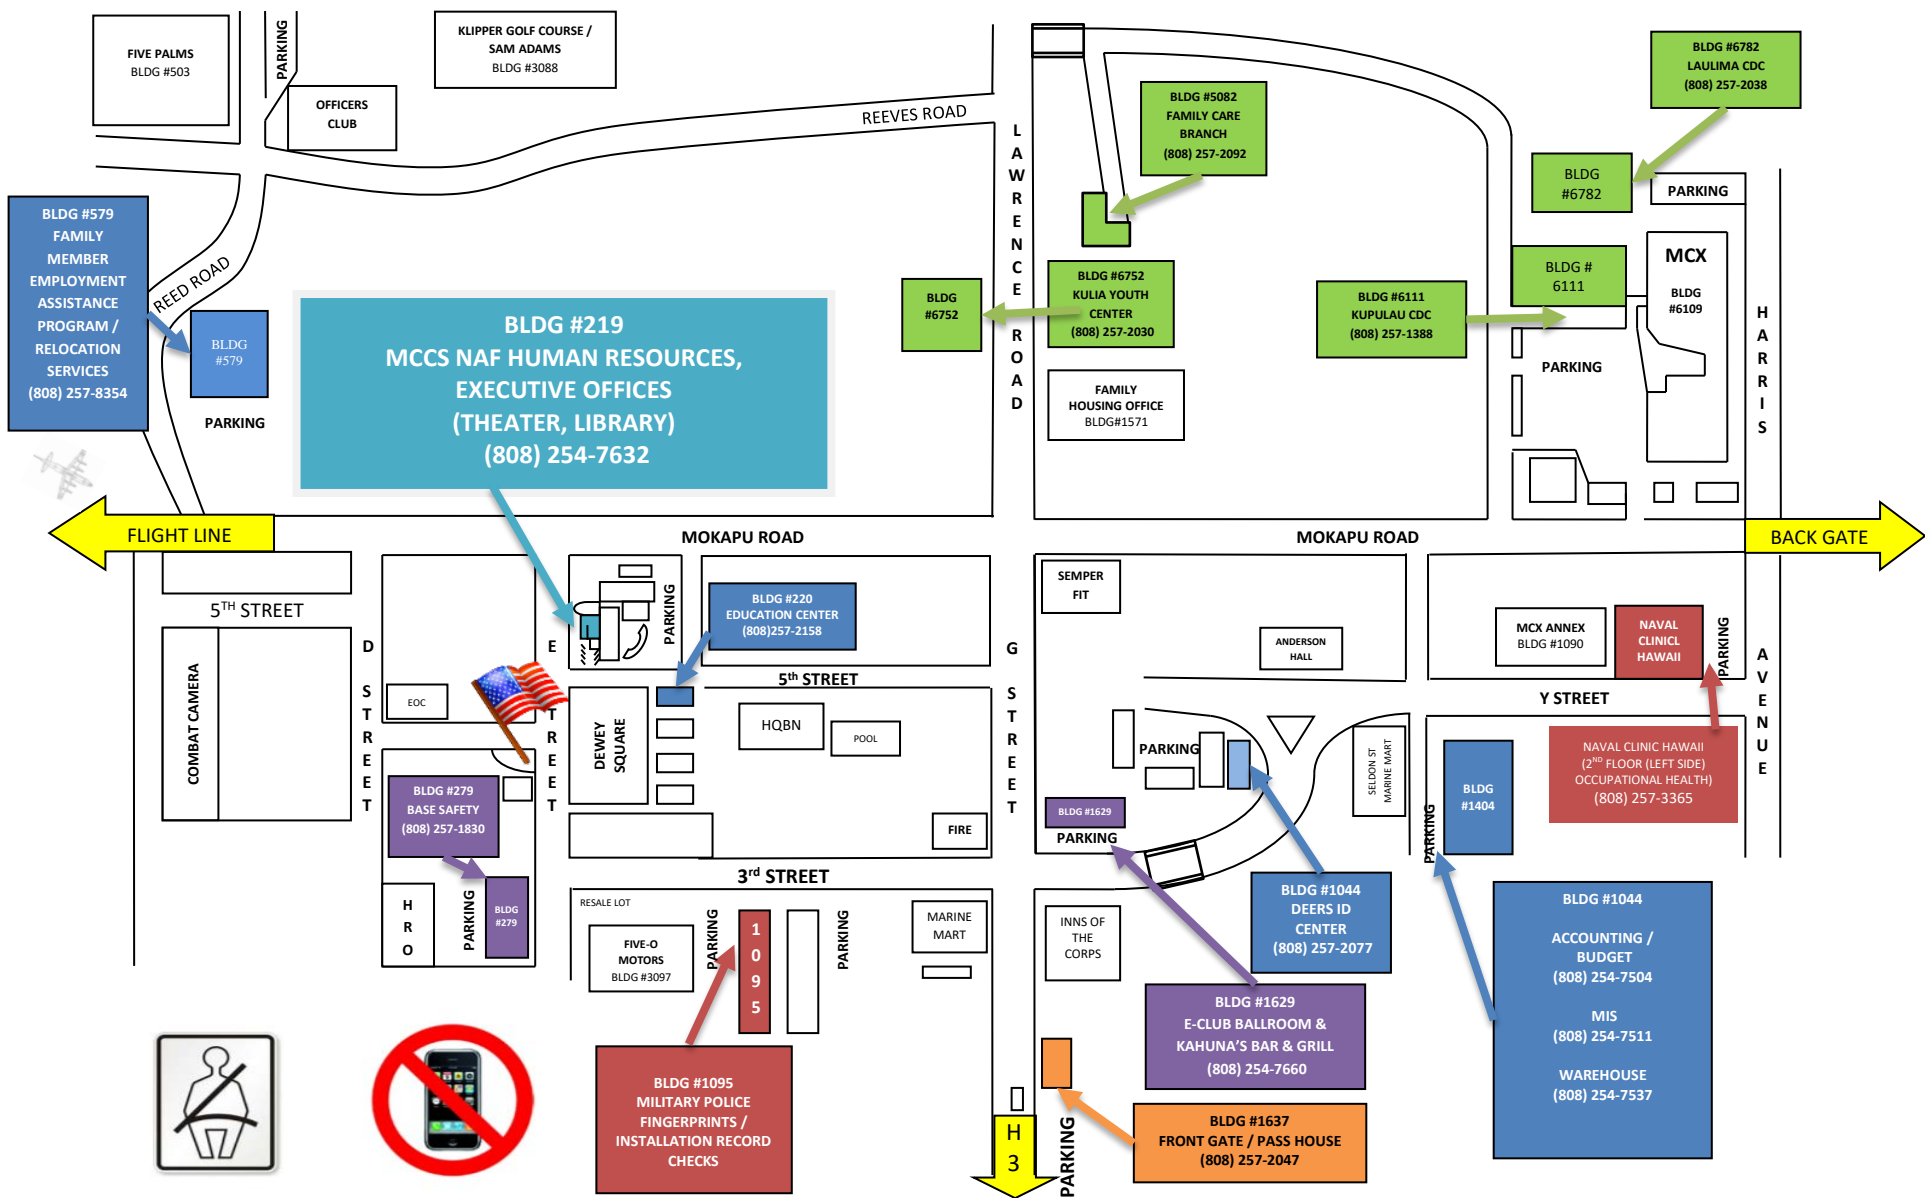 FIVE PALMS
BLDG #503
PARKING
KLIPPER GOLF COURSE /
SAM ADAMS
BLDG #3088
OFFICERS
CLUB
REEVES ROAD
LAWRENCE ROAD
BLDG #5082
FAMILY CARE
BRANCH
(808) 257-2092
BLDG #6782
LAULIMA CDC
(808) 257-2038
BLDG
#6782
PARKING
BLDG #579
FAMILY
MEMBER
EMPLOYMENT
ASSISTANCE
PROGRAM /
RELOCATION
SERVICES
(808) 257-8354
REED ROAD
BLDG
#579
PARKING
BLDG #219
MCCS NAF HUMAN RESOURCES,
EXECUTIVE OFFICES
(THEATER, LIBRARY)
(808) 254-7632
BLDG
#6752
BLDG #6752
KULIA YOUTH
CENTER
(808) 257-2030
BLDG #6111
KUPULAU CDC
(808) 257-1388
BLDG #
6111
MCX
BLDG
#6109
PARKING
HARRIS
FAMILY
HOUSING OFFICE
BLDG#1571
FLIGHT LINE
MOKAPU ROAD
MOKAPU ROAD
BACK GATE
5TH STREET
COMBAT CAMERA
D STREET
EOC
E STREET
PARKING
BLDG #220
EDUCATION CENTER
(808)257-2158
5th STREET
DEWEY
SQUARE
HQBN
POOL
FIRE
G STREET
SEMPER
FIT
ANDERSON
HALL
MCX ANNEX
BLDG #1090
NAVAL
CLINICL
HAWAII
PARKING
AVENUE
Y STREET
PARKING
SELDON ST
MARINE MART
BLDG
#1404
PARKING
NAVAL CLINIC HAWAII
(2ND FLOOR (LEFT SIDE)
OCCUPATIONAL HEALTH)
(808) 257-3365
BLDG #1629
PARKING
BLDG #279
BASE SAFETY
(808) 257-1830
HRO
PARKING
BLDG
#279
3rd STREET
RESALE LOT
FIVE-O
MOTORS
BLDG #3097
PARKING
1095
PARKING
MARINE
MART
INNS OF
THE
CORPS
BLDG #1044
DEERS ID
CENTER
(808) 257-2077
BLDG #1044
ACCOUNTING /
BUDGET
(808) 254-7504
MIS
(808) 254-7511
WAREHOUSE
(808) 254-7537
BLDG #1629
E-CLUB BALLROOM &
KAHUNA'S BAR & GRILL
(808) 254-7660
BLDG #1095
MILITARY POLICE
FINGERPRINTS /
INSTALLATION RECORD
CHECKS
H3
PARKING
BLDG #1637
FRONT GATE / PASS HOUSE
(808) 257-2047